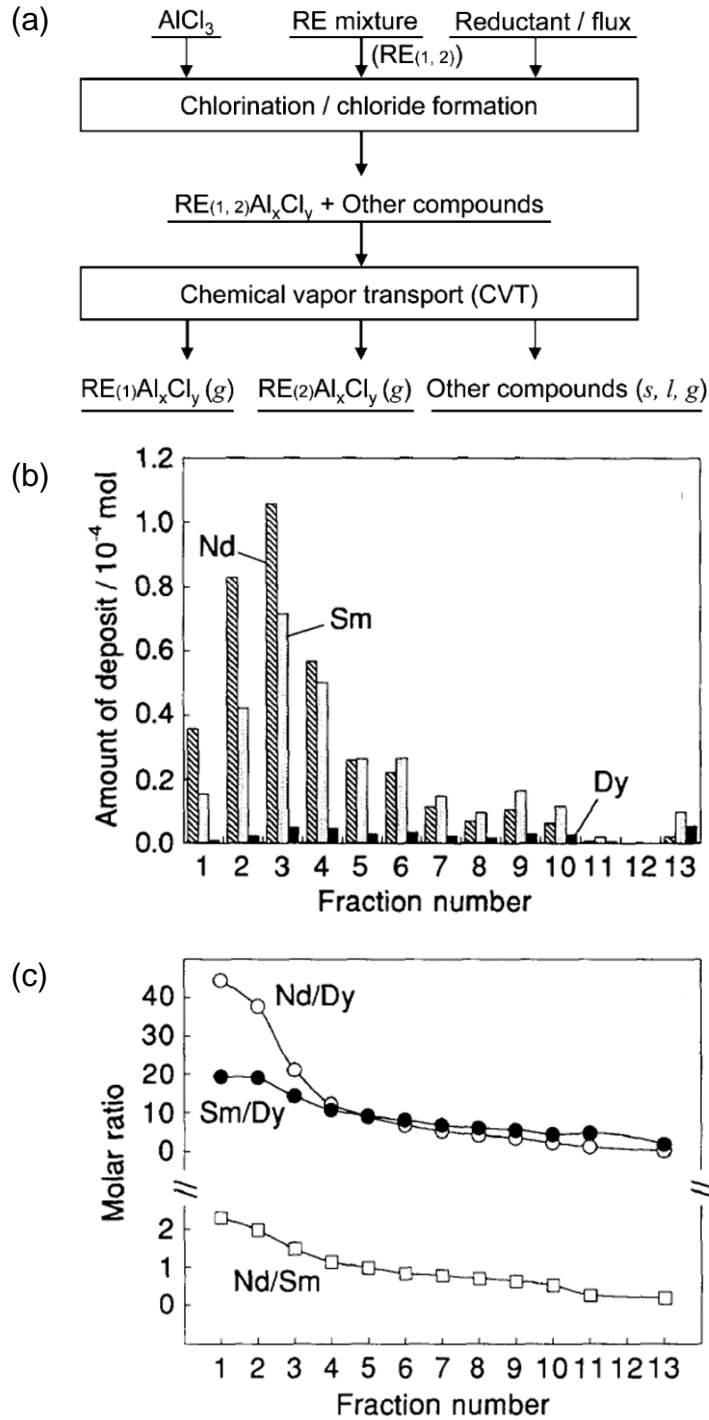 (a)
AlCl₃ RE mixture Reductant / flux
(RE(1, 2))
Chlorination / chloride formation
RE(1, 2)AlₓClᵧ + Other compounds
Chemical vapor transport (CVT)
RE(1)AlₓClᵧ (g) RE(2)AlₓClᵧ (g) Other compounds (s, l, g)
(b)
Amount of deposit / 10⁻⁴ mol
1.2
1.0
0.8
0.6
0.4
0.2
0.0
Nd
Sm
Dy
1 2 3 4 5 6 7 8 9 10 11 12 13
Fraction number
(c)
Molar ratio
40
30
20
10
0
2
1
0
Nd/Dy
Sm/Dy
Nd/Sm
1 2 3 4 5 6 7 8 9 10 11 12 13
Fraction number